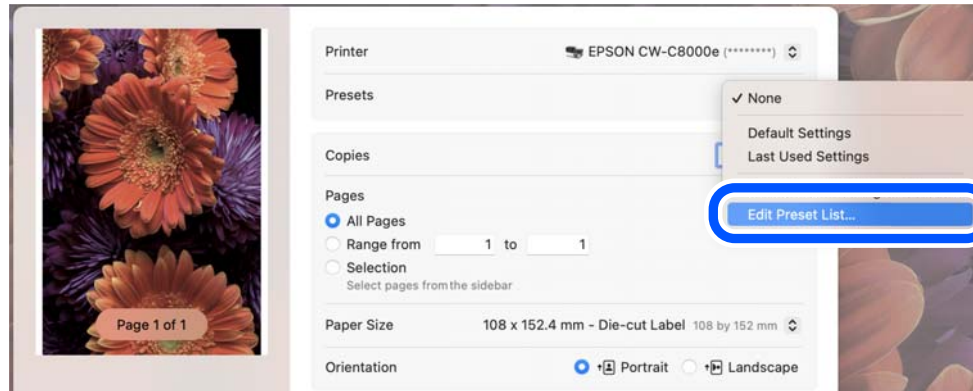 Printer
EPSON CW-C8000e (********)
Presets
✓ None
Default Settings
Last Used Settings
Edit Preset List...
Copies
Pages
All Pages
Range from 1 to 1
Selection
Select pages from the sidebar
Paper Size 108 x 152.4 mm - Die-cut Label 108 by 152 mm
Orientation Portrait Landscape
Page 1 of 1